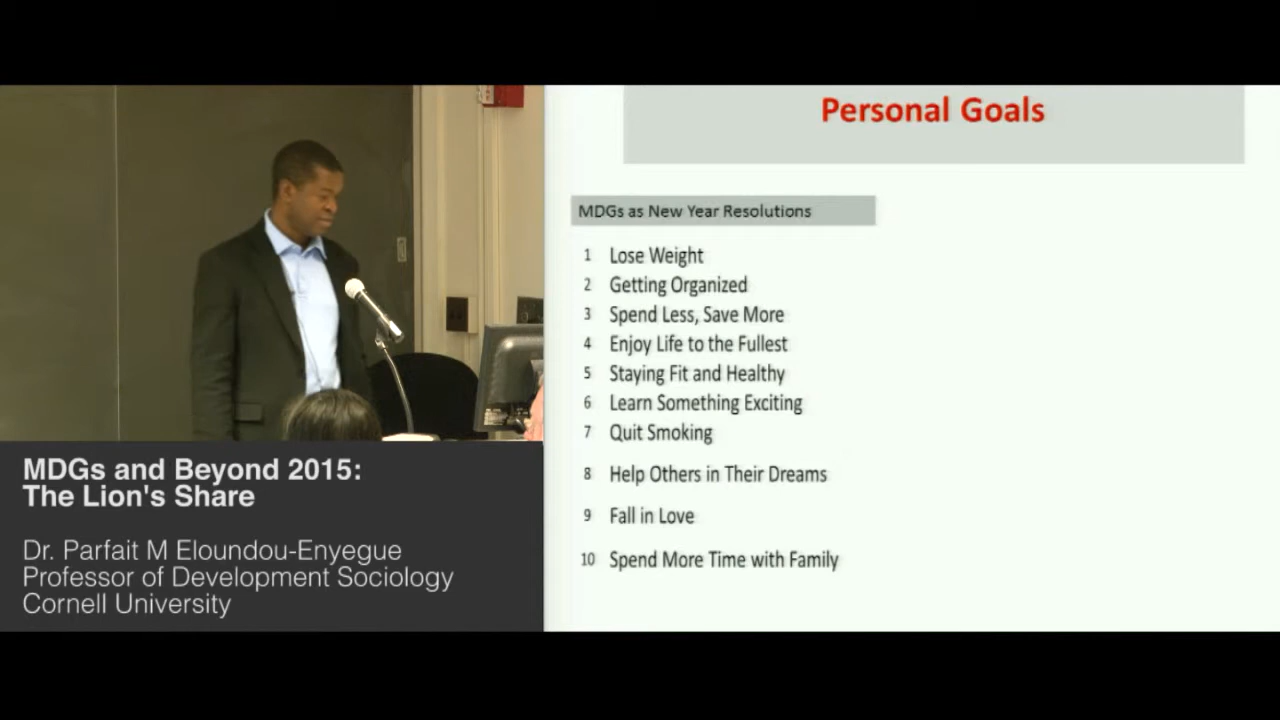 Personal Goals
MDGs as New Year Resolutions
1 Lose Weight
2 Getting Organized
3 Spend Less, Save More
4 Enjoy Life to the Fullest
5 Staying Fit and Healthy
6 Learn Something Exciting
7 Quit Smoking
8 Help Others in Their Dreams
9 Fall in Love
10 Spend More Time with Family
MDGs and Beyond 2015:
The Lion's Share
Dr. Parfait M Eloundou-Enyegue
Professor of Development Sociology
Cornell University